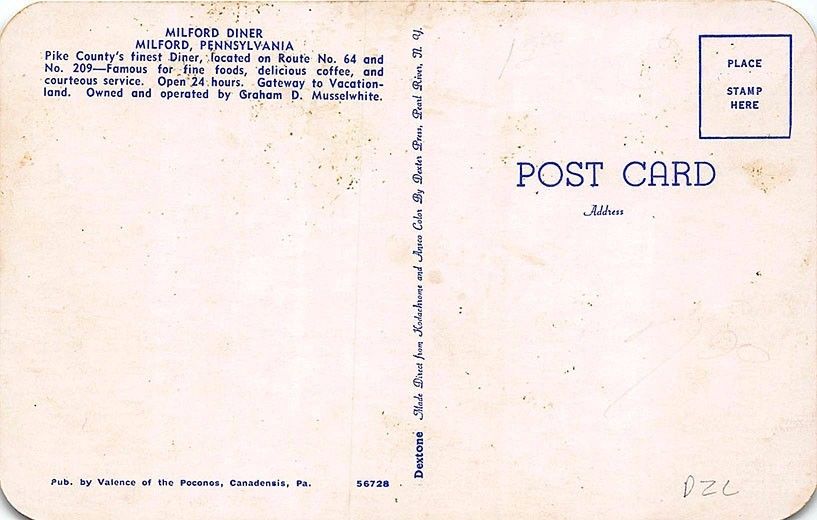 MILFORD DINER
MILFORD, PENNSYLVANIA
Pike County's finest Diner, located on Route No. 64 and
No. 209—Famous for fine foods, delicious coffee, and
courteous service. Open 24 hours. Gateway to Vacation-
land. Owned and operated by Graham D. Musselwhite.
Pub. by Valence of the Poconos, Canadensis, Pa.
56728
Dextone Made Direct from Kodachrome and Ansco Color By Dexter Press, Pearl River, N. Y.
PLACE
STAMP
HERE
POST CARD
Address